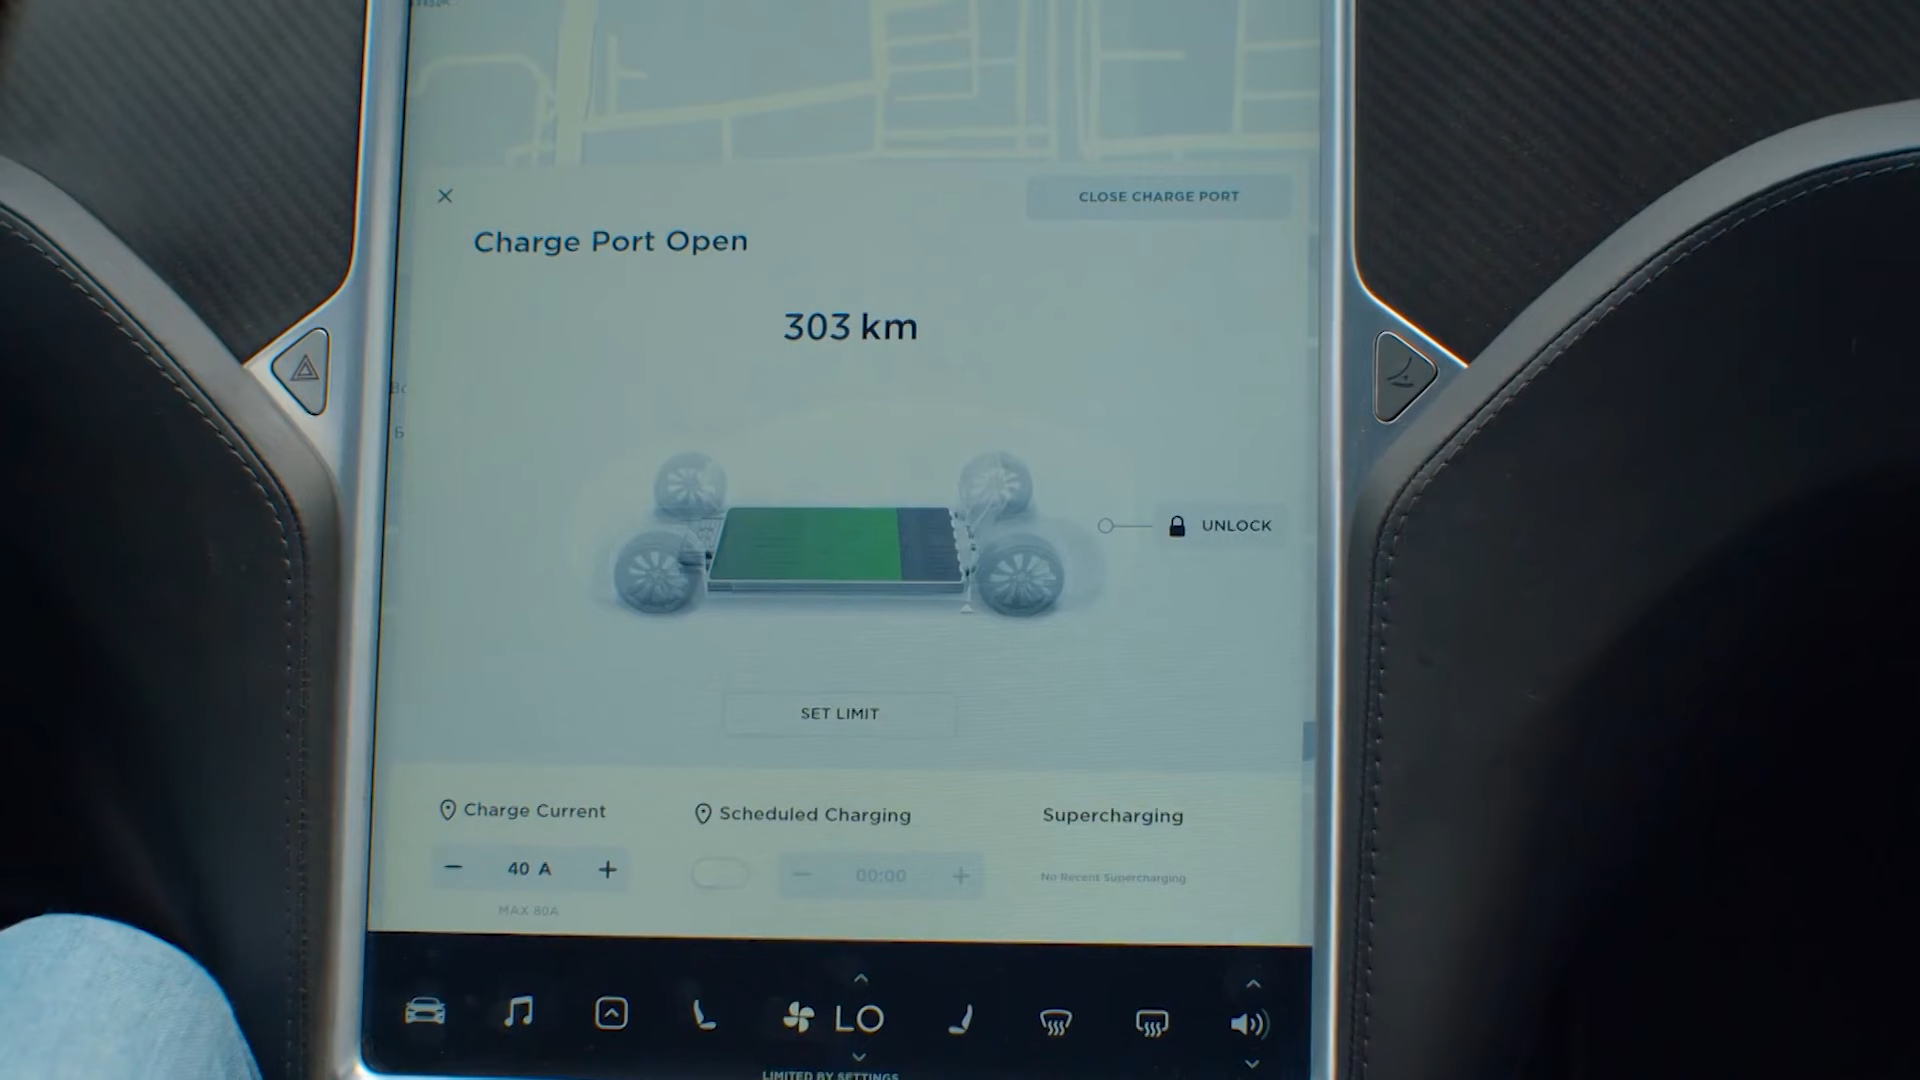 CLOSE CHARGE PORT
Charge Port Open
303 km
UNLOCK
SET LIMIT
Charge Current
Scheduled Charging
Supercharging
40 A
00:00
No Recent Supercharging
MAX 80A
LO
LIMITED BY SETTINGS